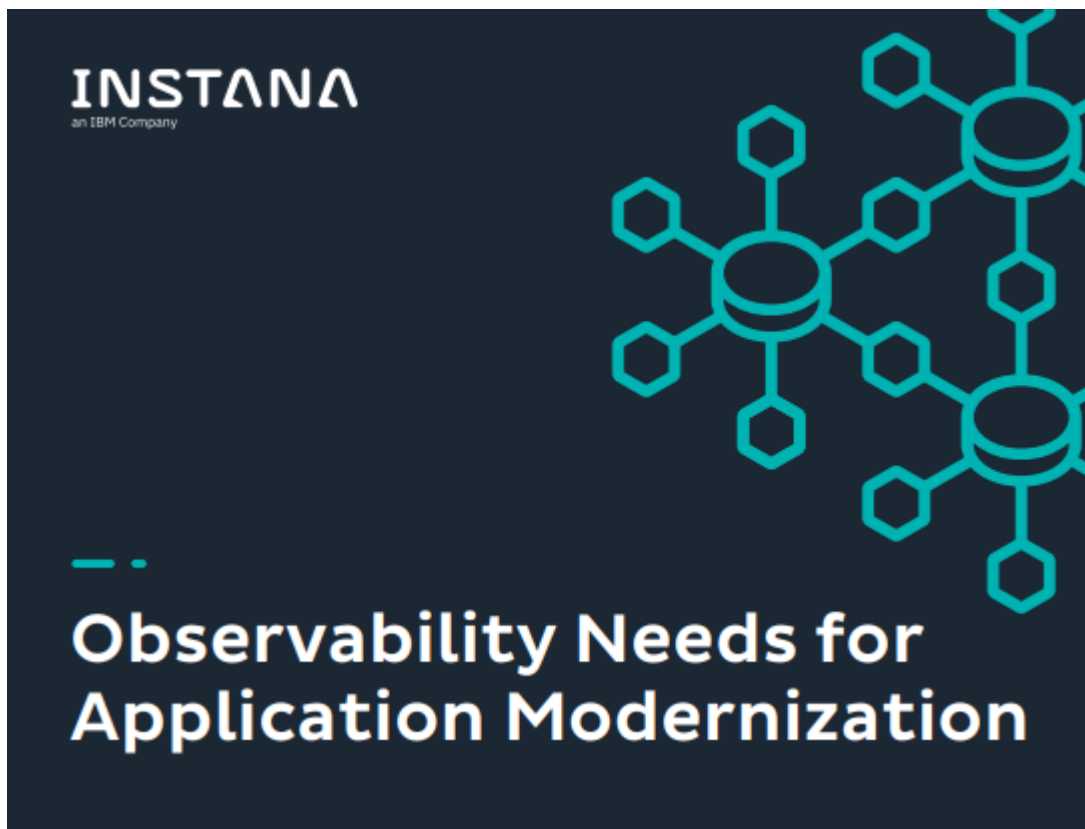 INSTANA
an IBM Company
Observability Needs for
Application Modernization